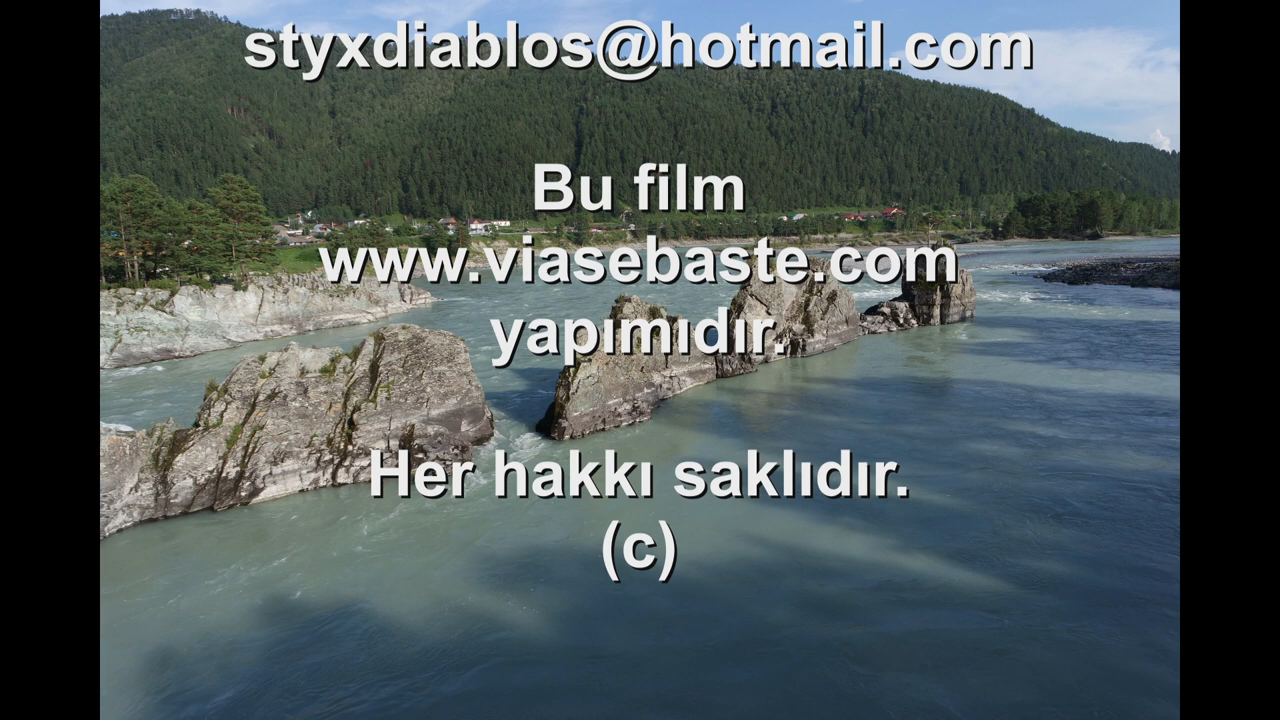 styxdiablos@hotmail.com
Bu film
www.viasebaste.com
yapımıdır.
Her hakkı saklıdır.
(c)